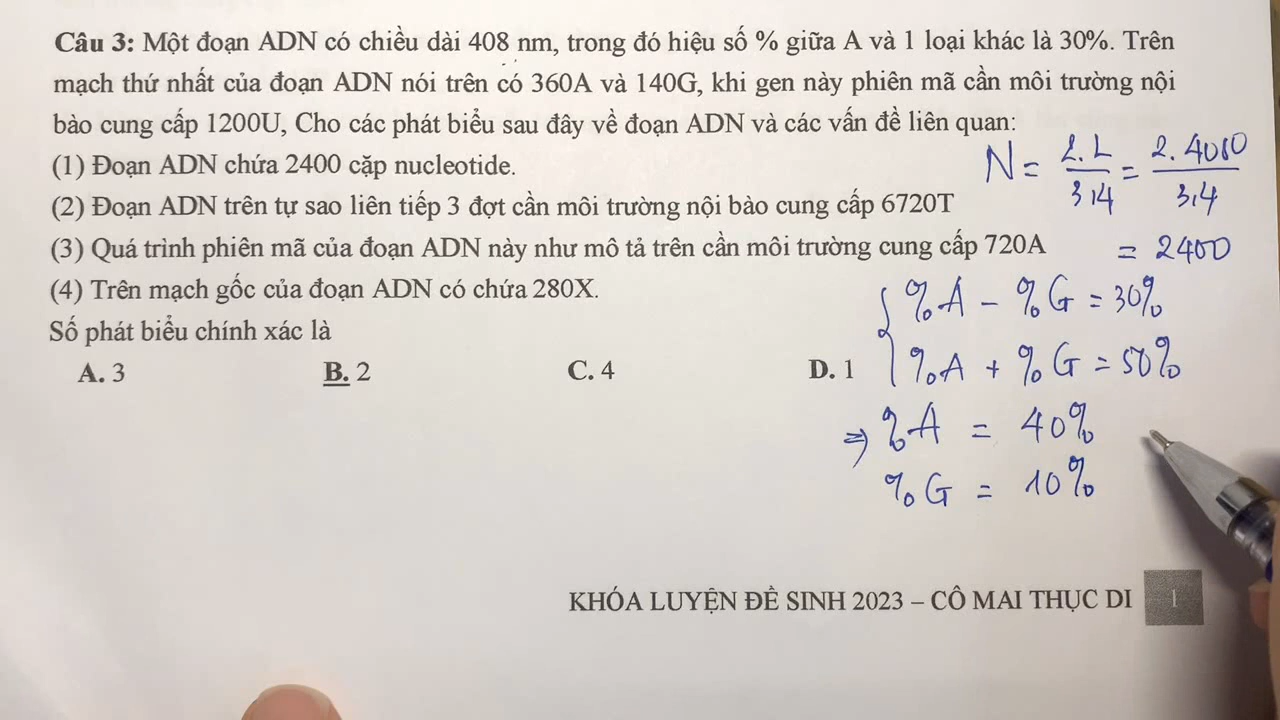 Câu 3: Một đoạn ADN có chiều dài 408 nm, trong đó hiệu số % giữa A và 1 loại khác là 30%. Trên
mạch thứ nhất của đoạn ADN nói trên có 360A và 140G, khi gen này phiên mã cần môi trường nội
bào cung cấp 1200U, Cho các phát biểu sau đây về đoạn ADN và các vấn đề liên quan:
(1) Đoạn ADN chứa 2400 cặp nucleotide.
N = 2.L / 3,4 = 2.4080 / 3,4
(2) Đoạn ADN trên tự sao liên tiếp 3 đợt cần môi trường nội bào cung cấp 6720T
(3) Quá trình phiên mã của đoạn ADN này như mô tả trên cần môi trường cung cấp 720A
= 2400
(4) Trên mạch gốc của đoạn ADN có chứa 280X.
%A - %G = 30%
Số phát biểu chính xác là
A. 3 B. 2 C. 4 D. 1
%A + %G = 50%
⇒ %A = 40%
%G = 10%
KHÓA LUYỆN ĐỀ SINH 2023 – CÔ MAI THỤC DI 1